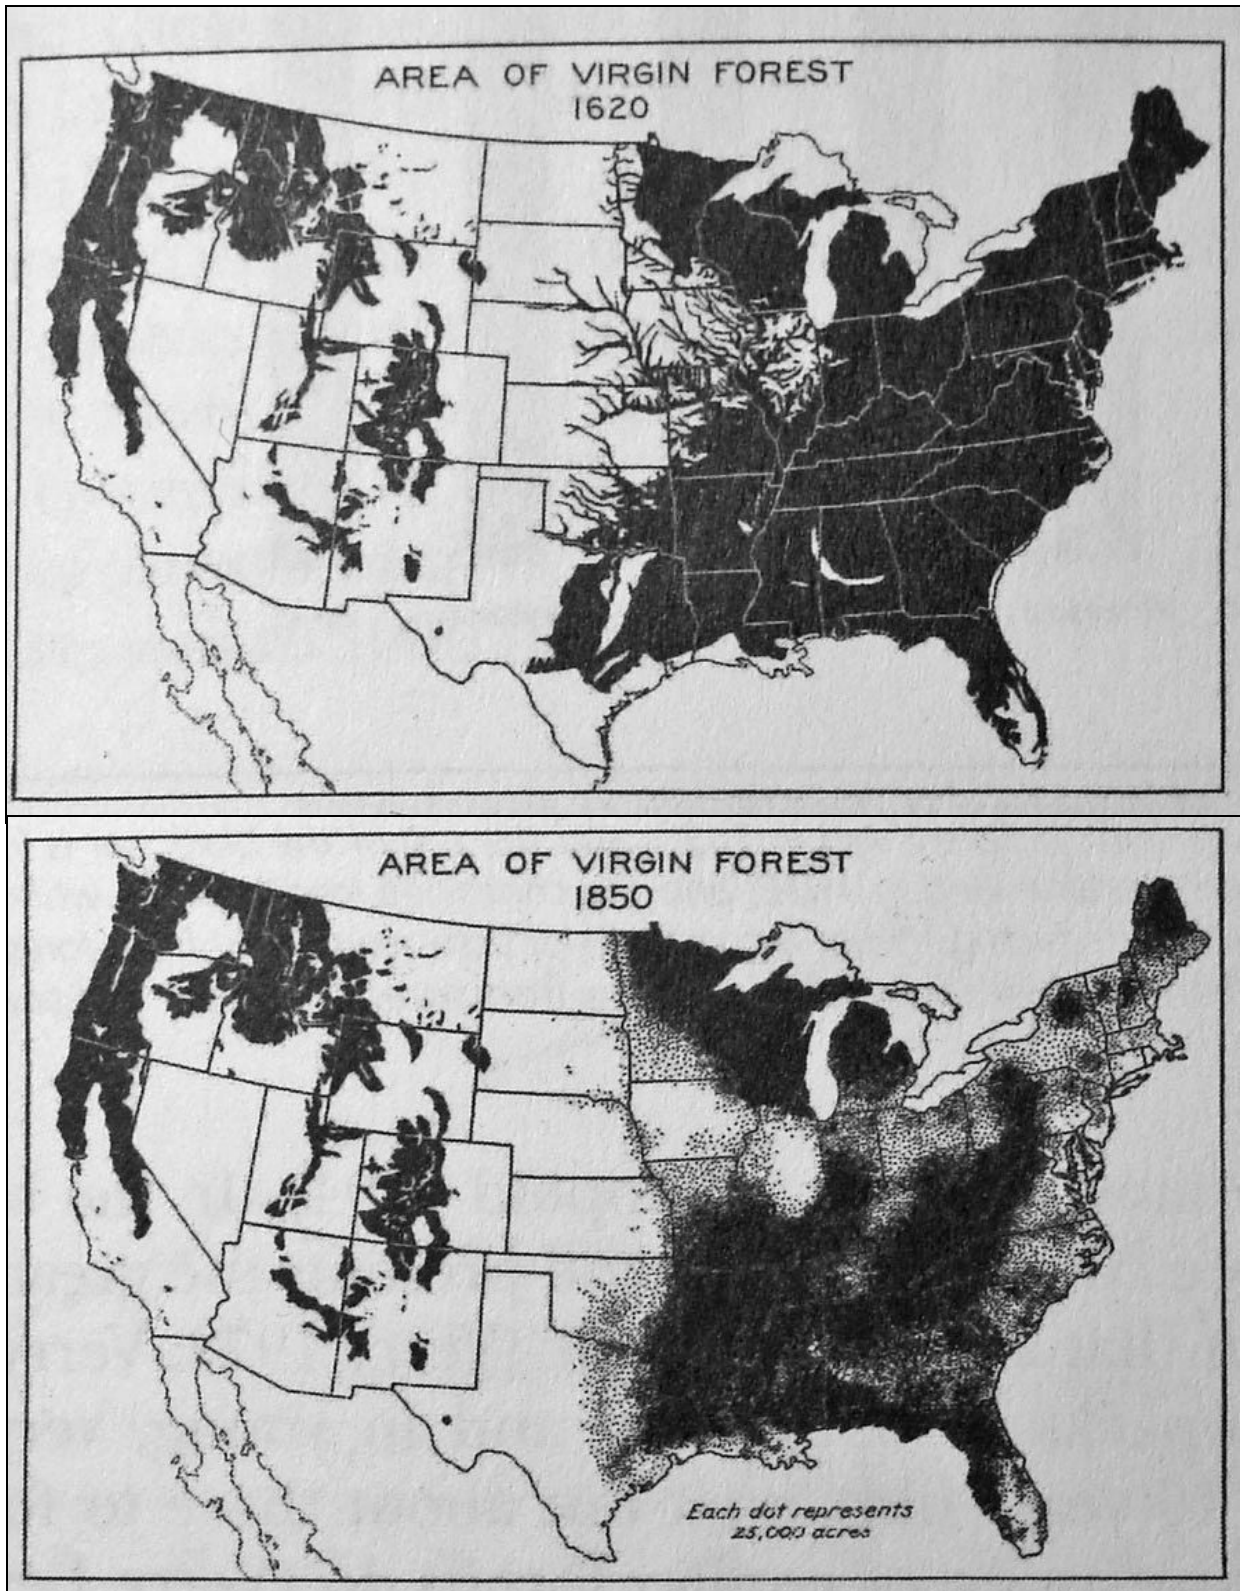 AREA OF VIRGIN FOREST
1620
AREA OF VIRGIN FOREST
1850
Each dot represents
25,000 acres